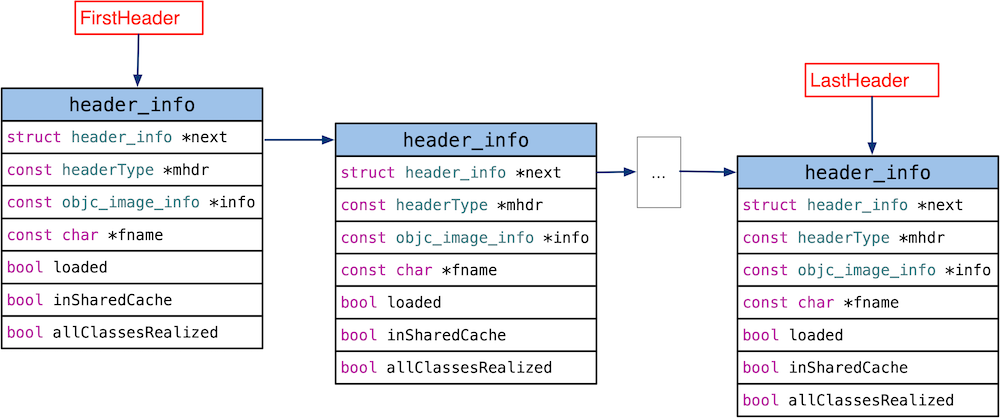 FirstHeader
header_info
struct header_info *next
const headerType *mhdr
const objc_image_info *info
const char *fname
bool loaded
bool inSharedCache
bool allClassesRealized
header_info
struct header_info *next
const headerType *mhdr
const objc_image_info *info
const char *fname
bool loaded
bool inSharedCache
bool allClassesRealized
...
LastHeader
header_info
struct header_info *next
const headerType *mhdr
const objc_image_info *info
const char *fname
bool loaded
bool inSharedCache
bool allClassesRealized